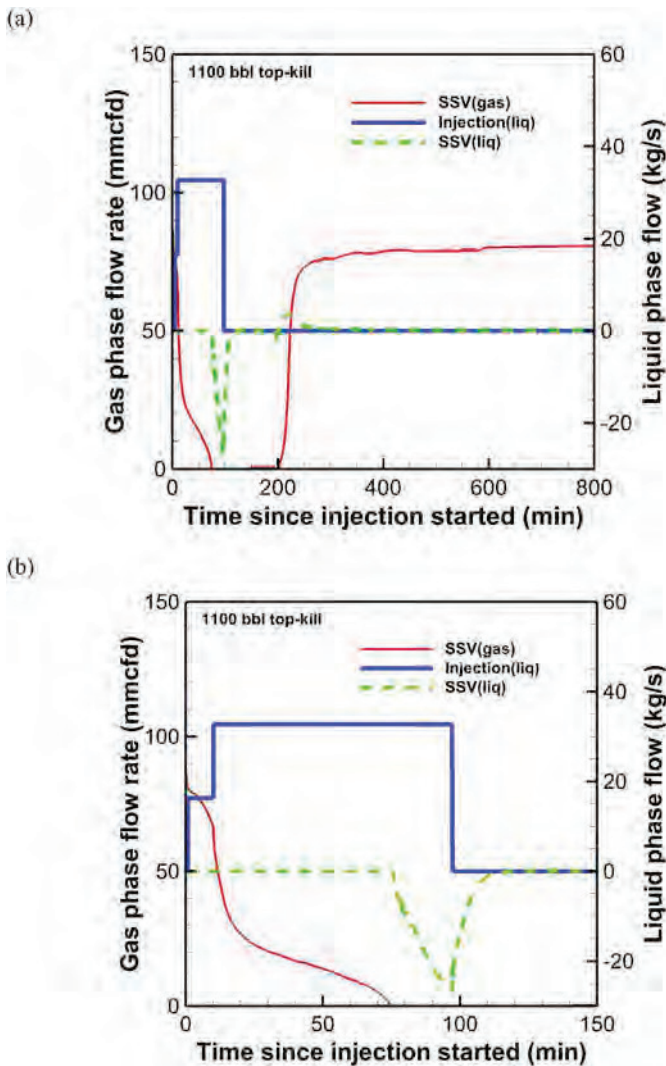 (a)
150
60
1100 bbl top-kill
SSV(gas)
Injection(liq)
SSV(liq)
40
100
20
50
0
-20
0
Gas phase flow rate (mmcfd)
Liquid phase flow (kg/s)
0 200 400 600 800
Time since injection started (min)
(b)
150
60
1100 bbl top-kill
SSV(gas)
Injection(liq)
SSV(liq)
40
100
20
50
0
-20
0
Gas phase flow rate (mmcfd)
Liquid phase flow (kg/s)
0 50 100 150
Time since injection started (min)